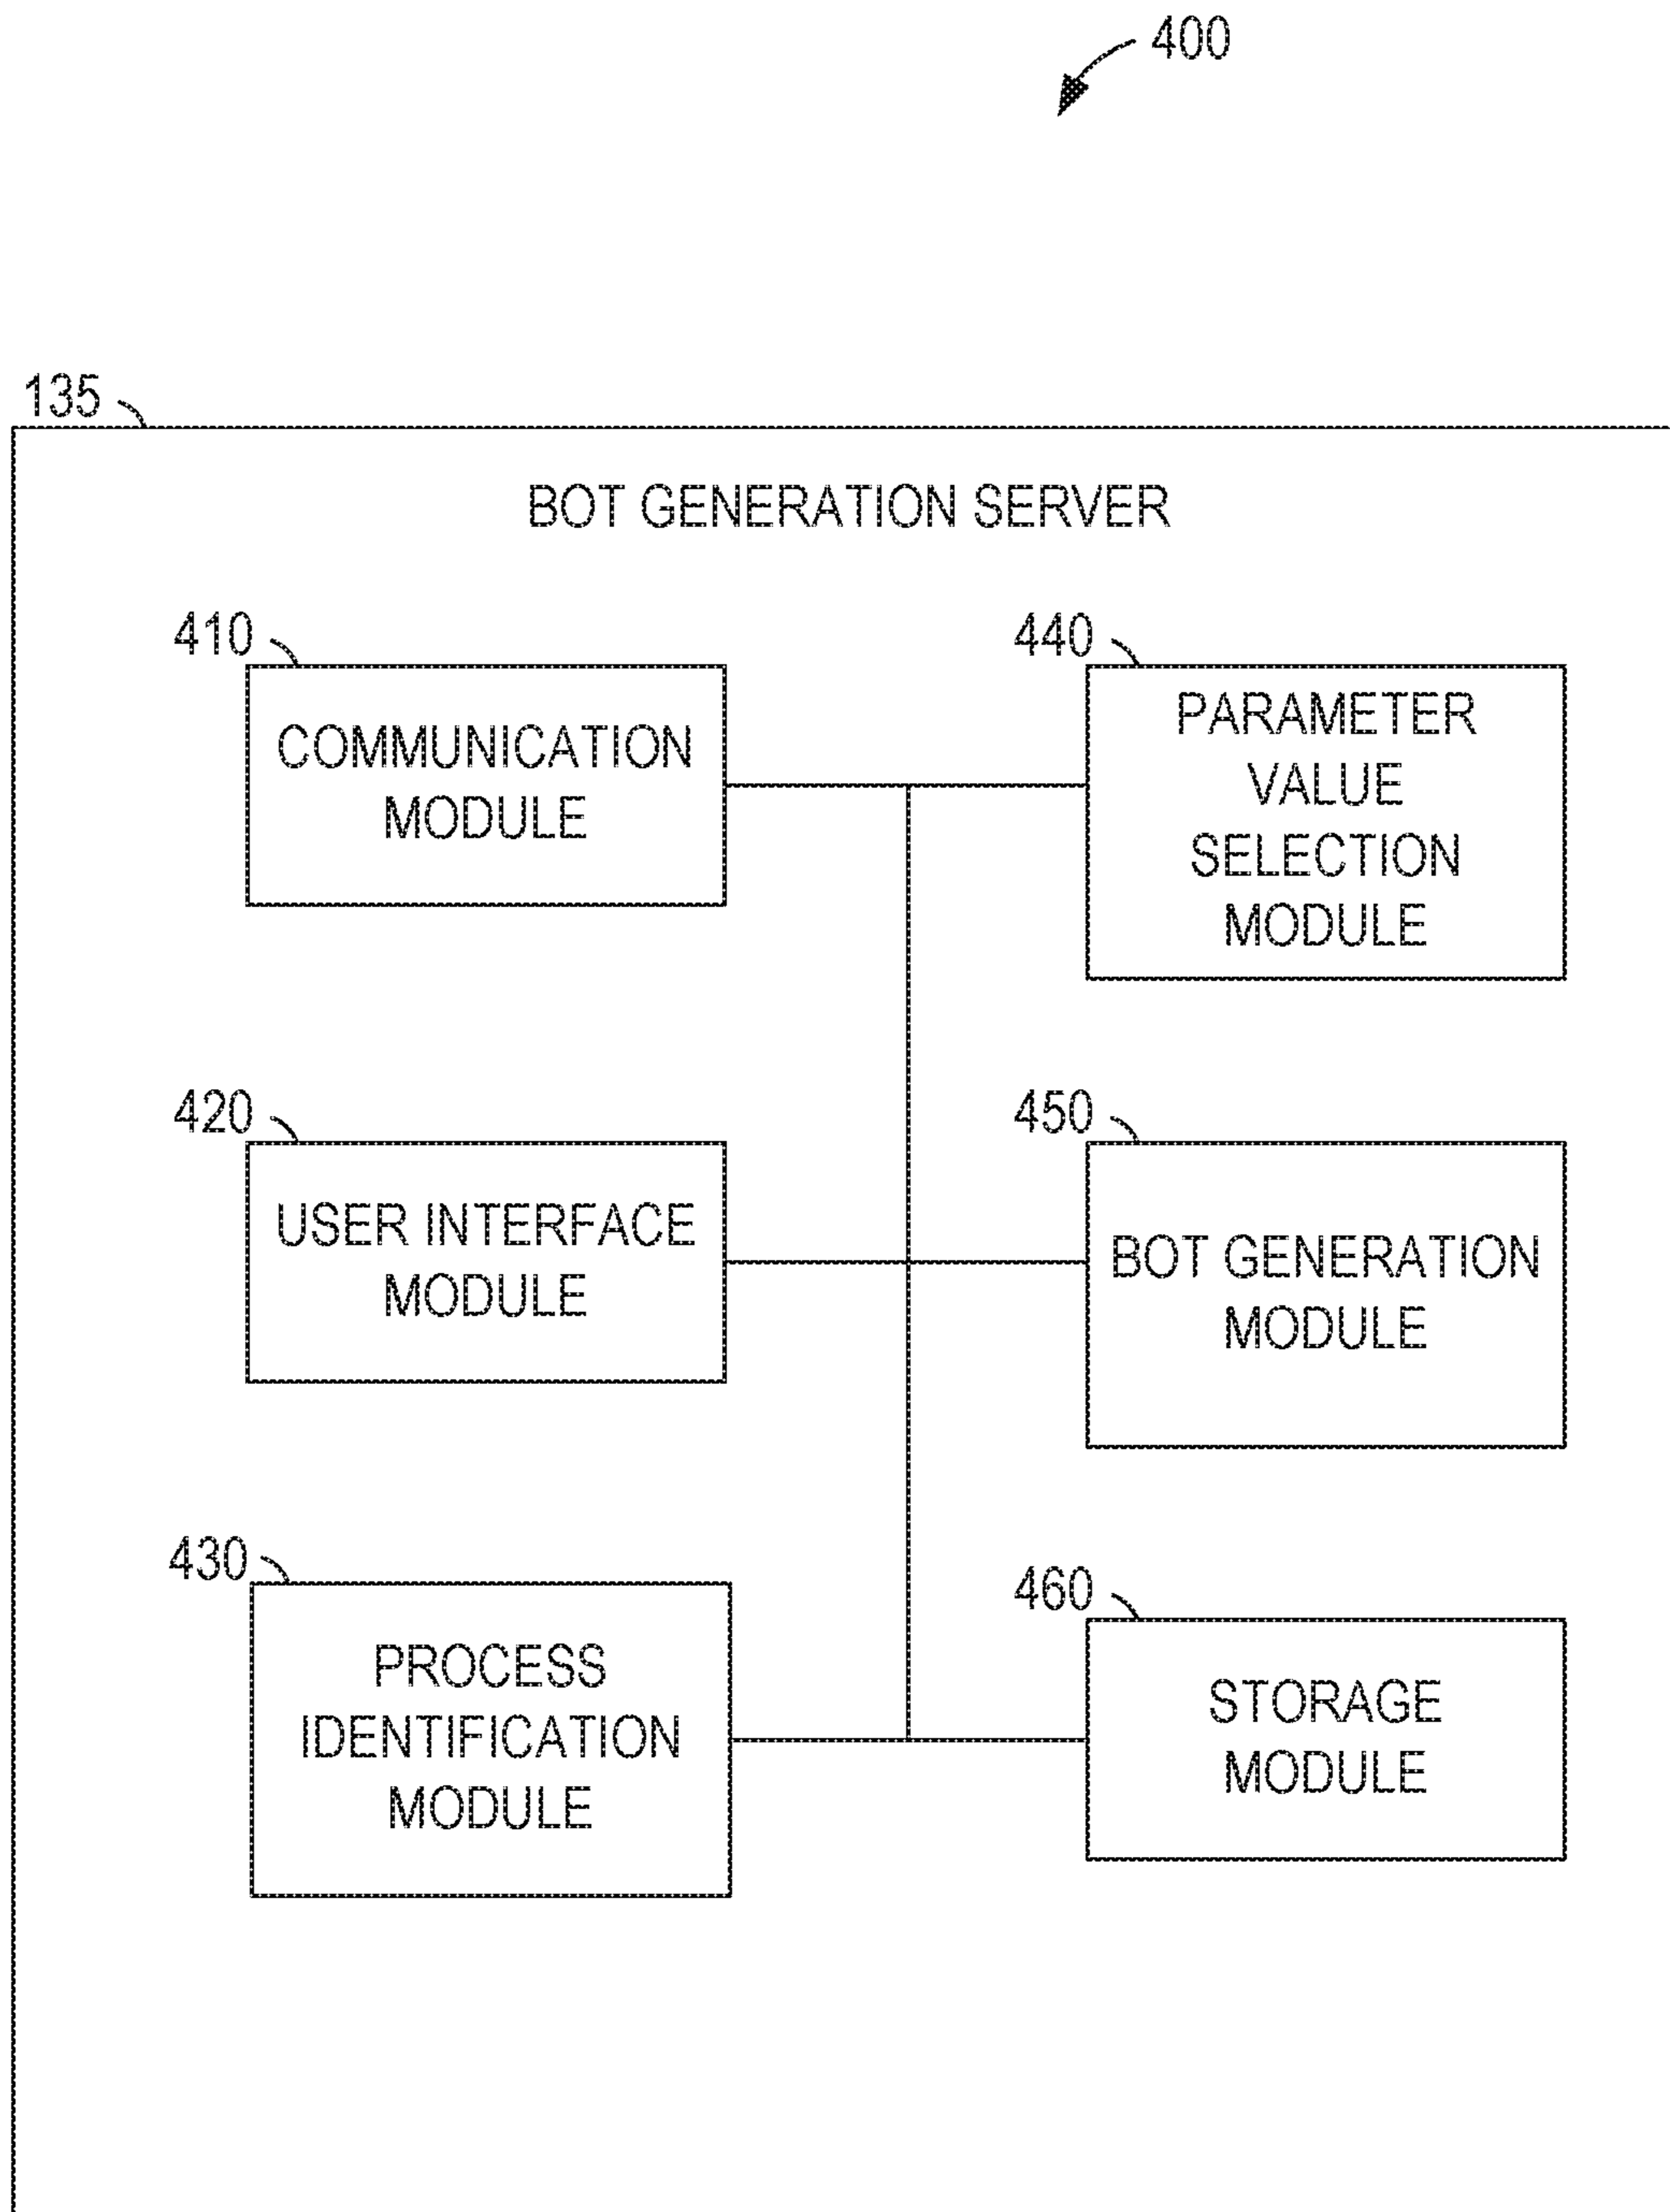 400
135
BOT GENERATION SERVER
410
COMMUNICATION
MODULE
440
PARAMETER
VALUE
SELECTION
MODULE
420
USER INTERFACE
MODULE
450
BOT GENERATION
MODULE
430
PROCESS
IDENTIFICATION
MODULE
460
STORAGE
MODULE